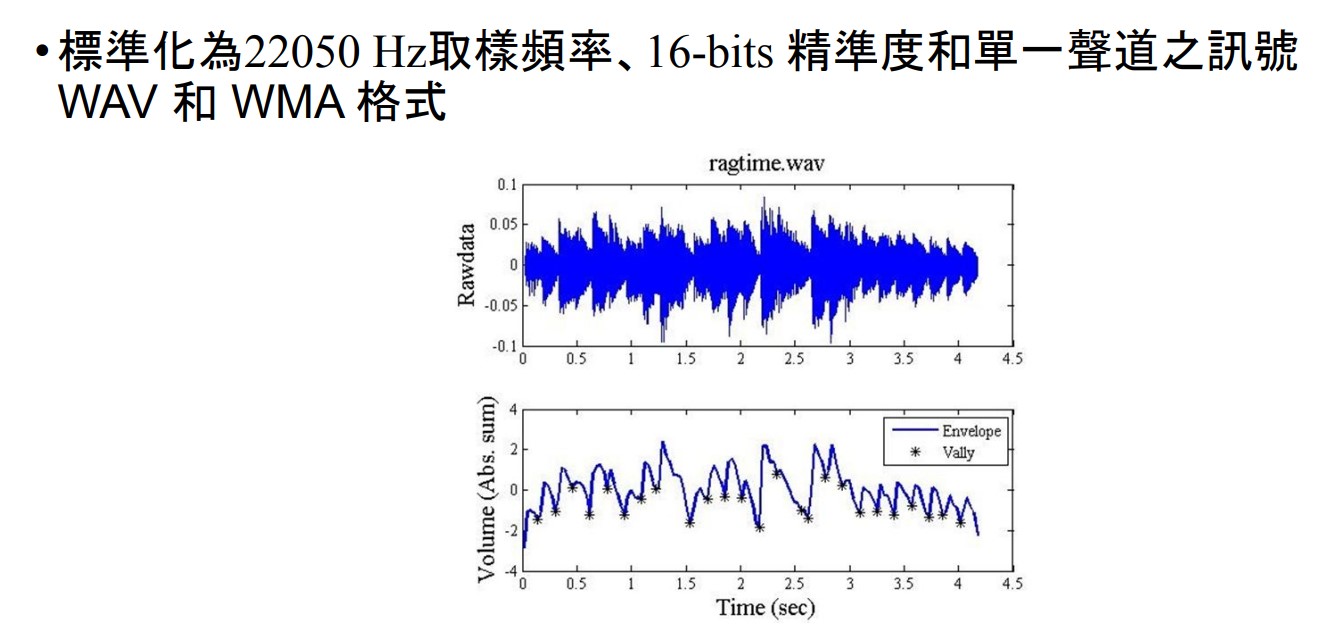 •標準化為22050 Hz取樣頻率、16-bits 精準度和單一聲道之訊號
WAV 和 WMA 格式
ragtime.wav
Rawdata
0.1
0.05
0
-0.05
-0.1
0 0.5 1 1.5 2 2.5 3 3.5 4 4.5
Volume (Abs. sum)
4
2
0
-2
-4
Envelope
Vally
0 0.5 1 1.5 2 2.5 3 3.5 4 4.5
Time (sec)